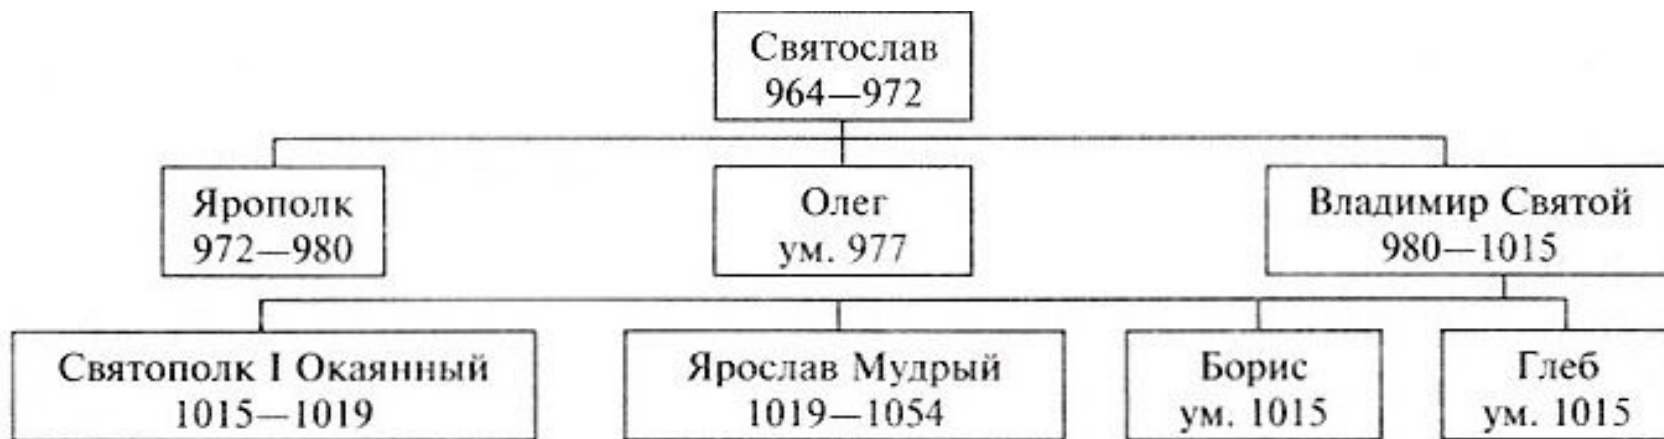 Святослав
964—972
Ярополк
972—980
Олег
ум. 977
Владимир Святой
980—1015
Святополк I Окаянный
1015—1019
Ярослав Мудрый
1019—1054
Борис
ум. 1015
Глеб
ум. 1015